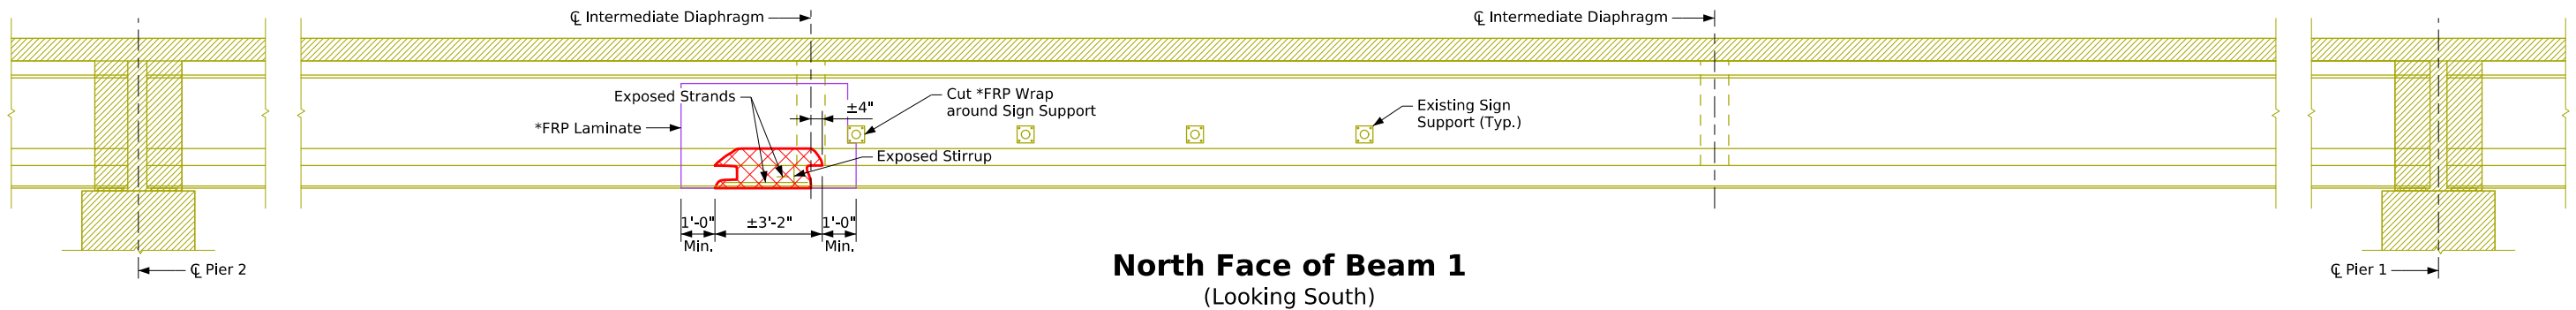 ℄ Intermediate Diaphragm
℄ Intermediate Diaphragm
Exposed Strands
±4"
Cut *FRP Wrap
around Sign Support
Existing Sign
Support (Typ.)
*FRP Laminate
Exposed Stirrup
1'-0"
Min.
±3'-2"
1'-0"
Min.
℄ Pier 2
℄ Pier 1
North Face of Beam 1
(Looking South)